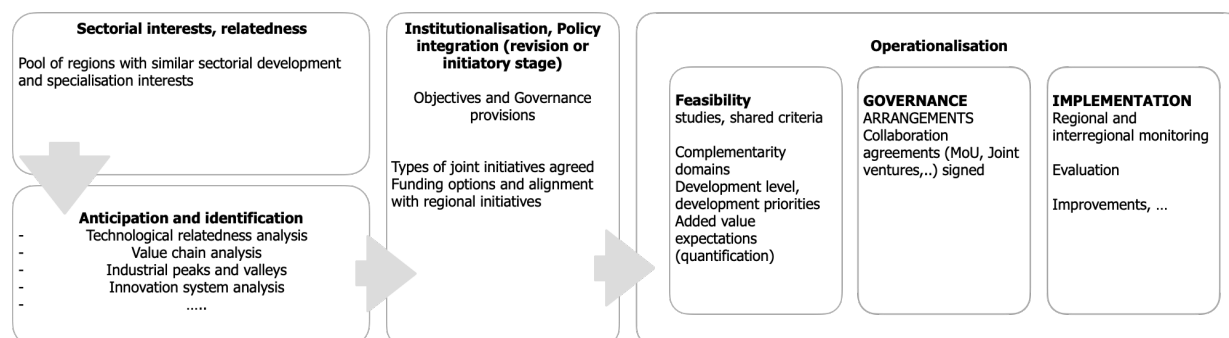 Sectorial interests, relatedness
Pool of regions with similar sectorial development
and specialisation interests
Anticipation and identification
- Technological relatedness analysis
- Value chain analysis
- Industrial peaks and valleys
- Innovation system analysis
- …..
Institutionalisation, Policy
integration (revision or
initiatory stage)
Objectives and Governance
provisions
Types of joint initiatives agreed
Funding options and alignment
with regional initiatives
Operationalisation
Feasibility
studies, shared criteria
Complementarity
domains
Development level,
development priorities
Added value
expectations
(quantification)
GOVERNANCE
ARRANGEMENTS
Collaboration
agreements (MoU, Joint
ventures,..) signed
IMPLEMENTATION
Regional and
interregional monitoring
Evaluation
Improvements, …